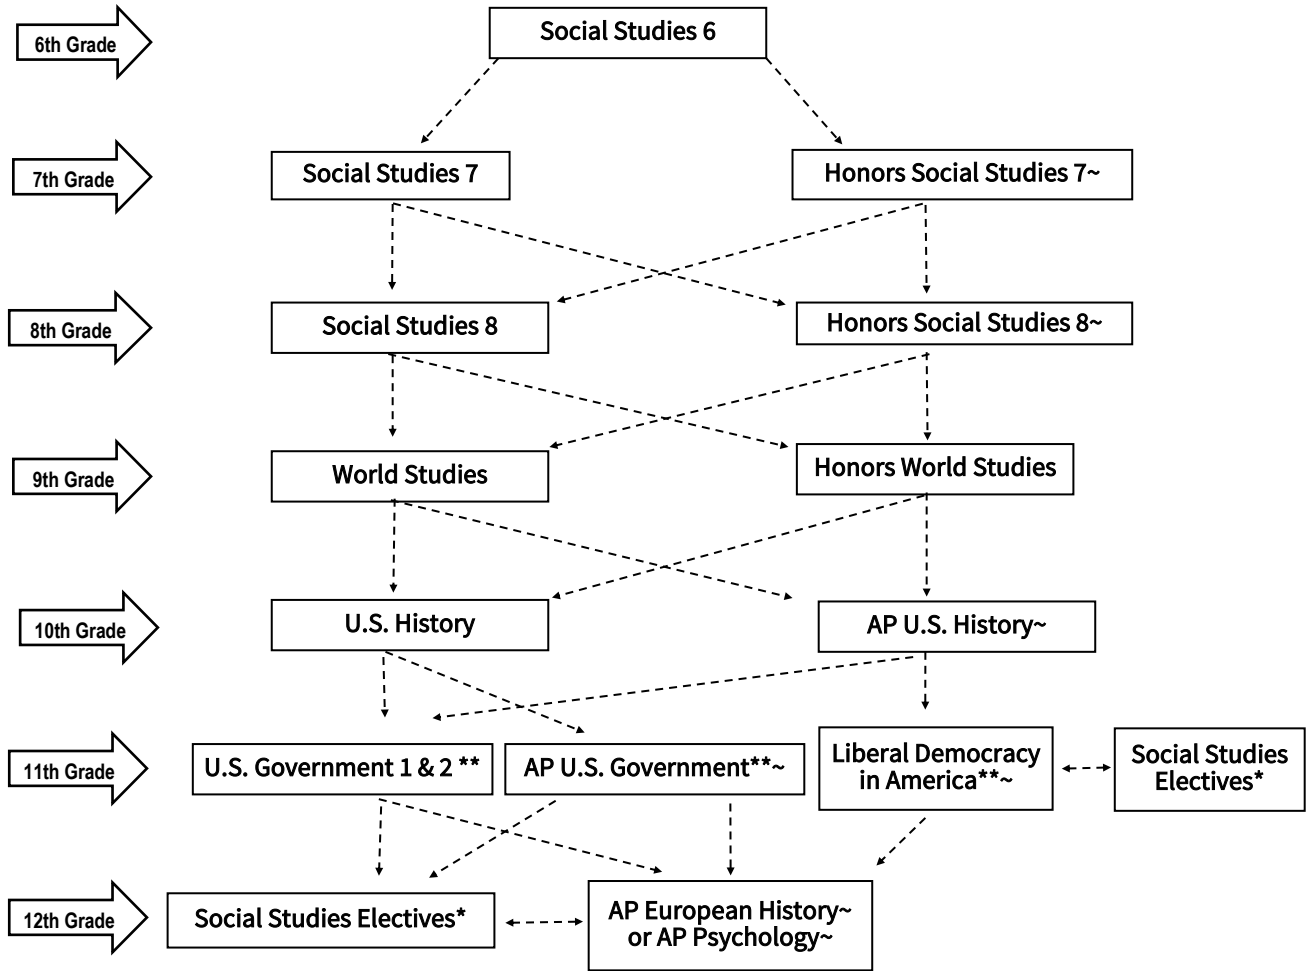 6th Grade
Social Studies 6
7th Grade
Social Studies 7
Honors Social Studies 7~
8th Grade
Social Studies 8
Honors Social Studies 8~
9th Grade
World Studies
Honors World Studies
10th Grade
U.S. History
AP U.S. History~
11th Grade
U.S. Government 1 & 2 **
AP U.S. Government**~
Liberal Democracy
in America**~
Social Studies
Electives*
12th Grade
Social Studies Electives*
AP European History~
or AP Psychology~